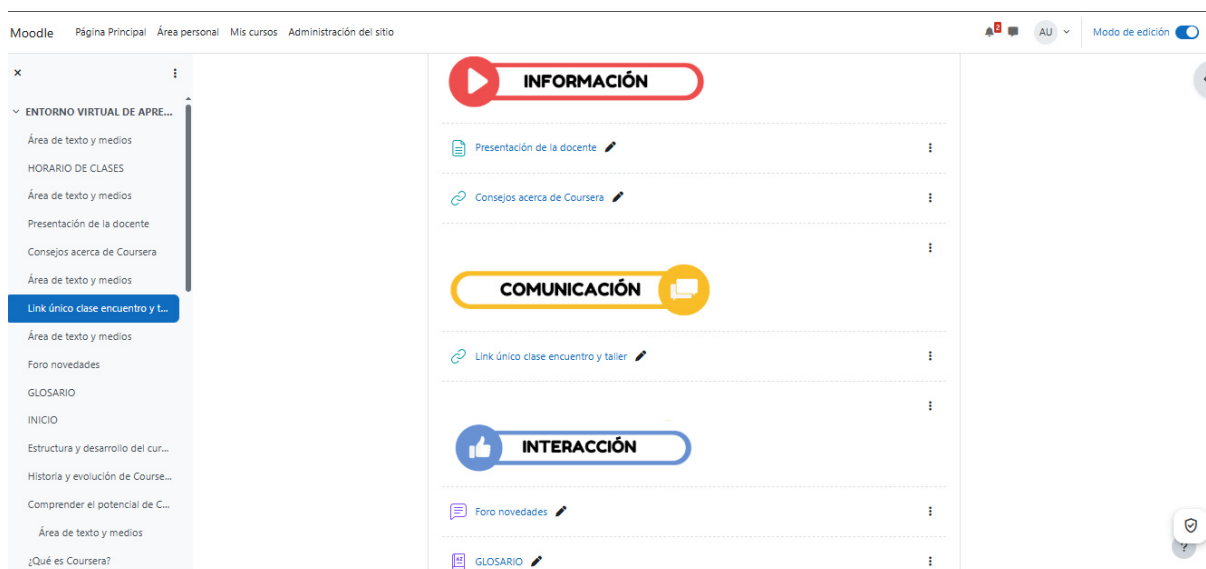 Moodle Página Principal Área personal Mis cursos Administración del sitio 2 AU Modo de edición
ENTORNO VIRTUAL DE APRE...
Área de texto y medios
HORARIO DE CLASES
Área de texto y medios
Presentación de la docente
Consejos acerca de Coursera
Área de texto y medios
Link único clase encuentro y t...
Área de texto y medios
Foro novedades
GLOSARIO
INICIO
Estructura y desarrollo del cur...
Historia y evolución de Course...
Comprender el potencial de C...
Área de texto y medios
¿Qué es Coursera?
INFORMACIÓN
Presentación de la docente
Consejos acerca de Coursera
COMUNICACIÓN
Link único clase encuentro y taller
INTERACCIÓN
Foro novedades
GLOSARIO
?